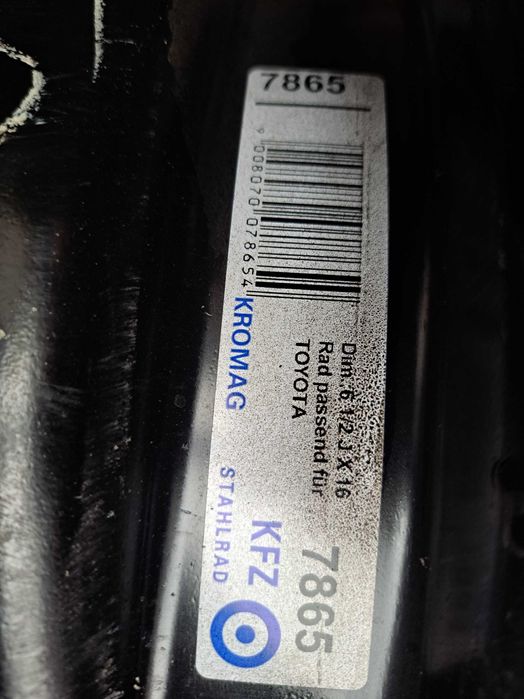 7865
9 008070 078654
KROMAG
Dim. 6 1/2 J X 16
Rad passend für
TOYOTA
7865
KFZ
STAHLRAD